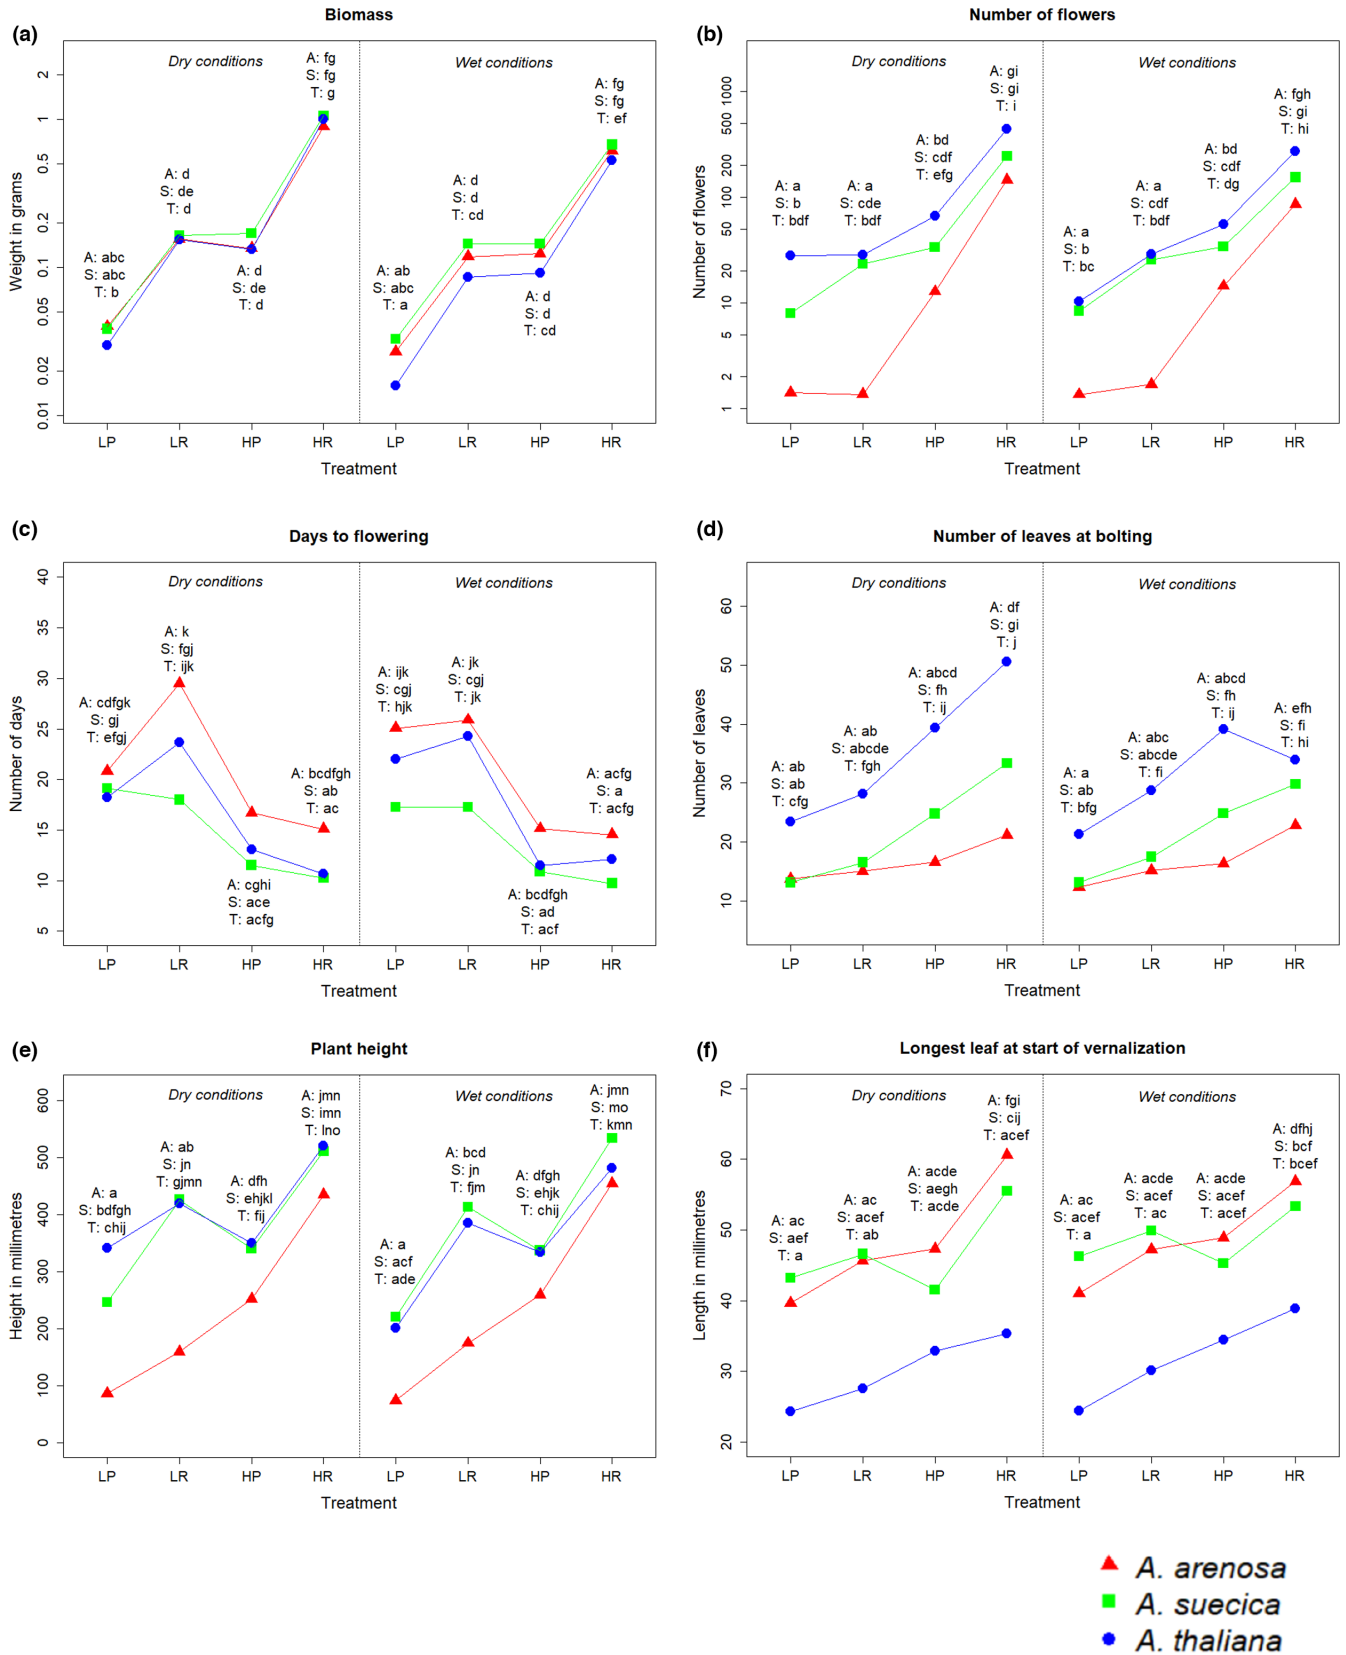 Biomass
(a)
Dry conditions
Wet conditions
A: fg
S: fg
T: g
A: fg
S: fg
T: ef
A: d
S: de
T: d
A: d
S: d
T: cd
A: abc
S: abc
T: b
A: d
S: de
T: d
A: ab
S: abc
T: a
A: d
S: d
T: cd
Weight in grams
2
1
0.5
0.2
0.1
0.05
0.02
0.01
LP LR HP HR LP LR HP HR
Treatment
Number of flowers
(b)
Dry conditions
Wet conditions
A: gi
S: gi
T: i
A: fgh
S: gi
T: hi
A: bd
S: cdf
T: efg
A: bd
S: cdf
T: dg
A: a
S: b
T: bdf
A: a
S: cde
T: bdf
A: a
S: cdf
T: bdf
A: a
S: b
T: bc
Number of flowers
1000
500
200
100
50
20
10
5
2
1
LP LR HP HR LP LR HP HR
Treatment
Days to flowering
(c)
Dry conditions
Wet conditions
A: k
S: fgj
T: ijk
A: cdfgk
S: gj
T: efgj
A: ijk
S: cgj
T: hjk
A: jk
S: cgj
T: jk
A: bcdfgh
S: ab
T: ac
A: acfg
S: a
T: acfg
A: cghi
S: ace
T: acfg
A: bcdfgh
S: ad
T: acf
Number of days
40
35
30
25
20
15
10
5
LP LR HP HR LP LR HP HR
Treatment
Number of leaves at bolting
(d)
Dry conditions
Wet conditions
A: df
S: gi
T: j
A: abcd
S: fh
T: ij
A: abcd
S: fh
T: ij
A: efh
S: fi
T: hi
A: ab
S: abcde
T: fgh
A: abc
S: abcde
T: fi
A: ab
S: ab
T: cfg
A: a
S: ab
T: bfg
Number of leaves
60
50
40
30
20
10
LP LR HP HR LP LR HP HR
Treatment
Plant height
(e)
Dry conditions
Wet conditions
A: jmn
S: imn
T: lno
A: jmn
S: mo
T: kmn
A: ab
S: jn
T: gjmn
A: bcd
S: jn
T: fjm
A: dfh
S: ehjkl
T: fij
A: dfgh
S: ehjk
T: chij
A: a
S: bdfgh
T: chij
A: a
S: acf
T: ade
Height in millimetres
600
500
400
300
200
100
0
LP LR HP HR LP LR HP HR
Treatment
Longest leaf at start of vernalization
(f)
Dry conditions
Wet conditions
A: fgi
S: cij
T: acef
A: dfhj
S: bcf
T: bcef
A: acde
S: aegh
T: acde
A: acde
S: acef
T: ac
A: acde
S: acef
T: acef
A: ac
S: acef
T: ab
A: ac
S: aef
T: a
A: ac
S: acef
T: a
Length in millimetres
70
60
50
40
30
20
LP LR HP HR LP LR HP HR
Treatment
A. arenosa
A. suecica
A. thaliana